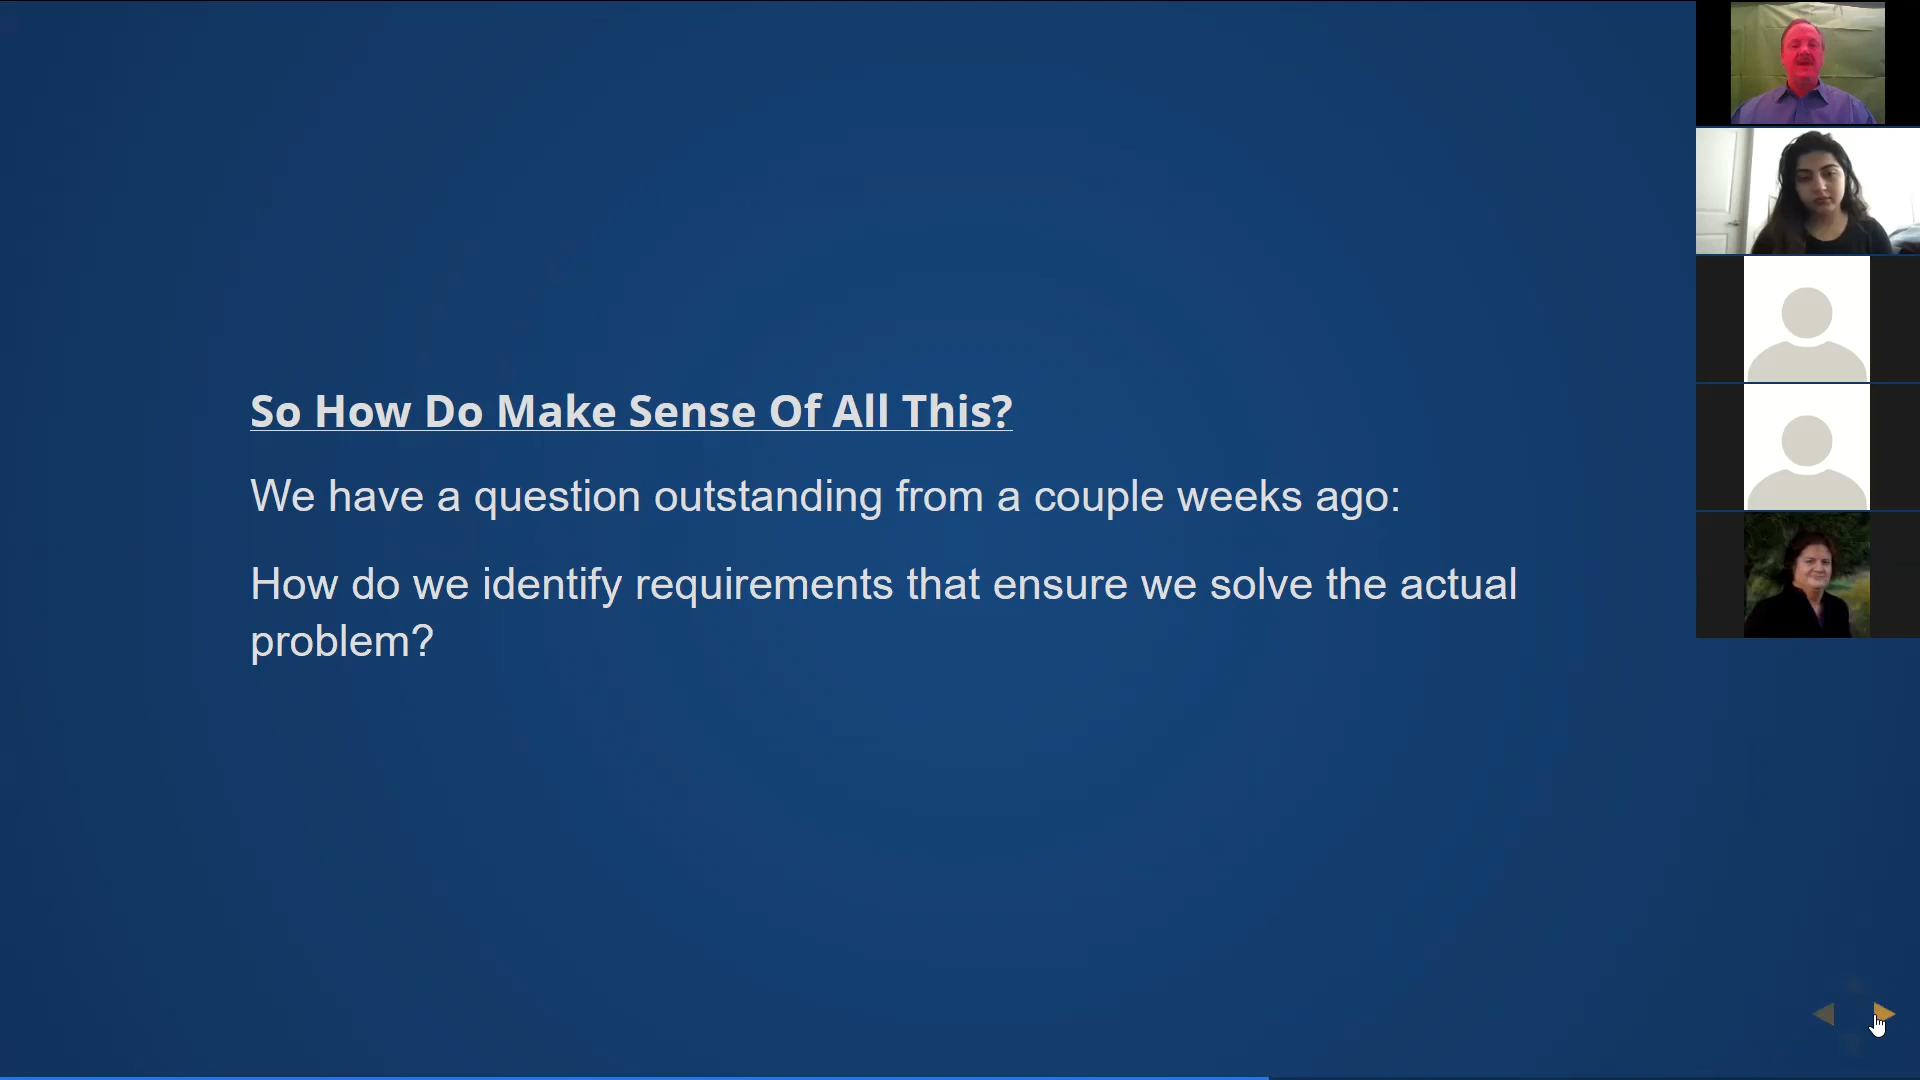 So How Do Make Sense Of All This?
We have a question outstanding from a couple weeks ago:
How do we identify requirements that ensure we solve the actual
problem?